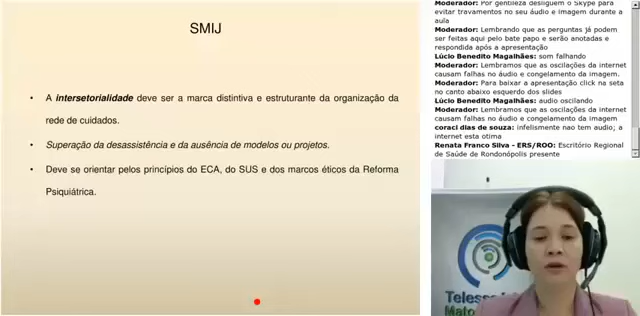 SMIJ
• A intersetorialidade deve ser a marca distintiva e estruturante da organização da
rede de cuidados.
• Superação da desassistência e da ausência de modelos ou projetos.
• Deve se orientar pelos princípios do ECA, do SUS e dos marcos éticos da Reforma
Psiquiátrica.
Moderador: Por gentileza desliguem o Skype para
evitar travamentos no seu áudio e imagem durante a
aula
Moderador: Lembrando que as perguntas já podem
ser feitas aqui pelo bate papo e serão anotadas e
respondida após a apresentação
Lúcio Benedito Magalhães: som falhando
Moderador: Lembramos que as oscilações da internet
causam falhas no áudio e congelamento da imagem.
Moderador: Para baixar a apresentação click na seta
no canto abaixo esquerdo dos slides
Lúcio Benedito Magalhães: audio osciland
Moderador: Lembramos que as oscilações da internet
causam falhas no áudio e congelamento da imagem
coraci dias de souza: infelismente nao tem audio; a
internet esta otima
Renata Franco Silva - ERS/ROO: Escritório Regional
de Saúde de Rondonópolis presente
Teless
Mato